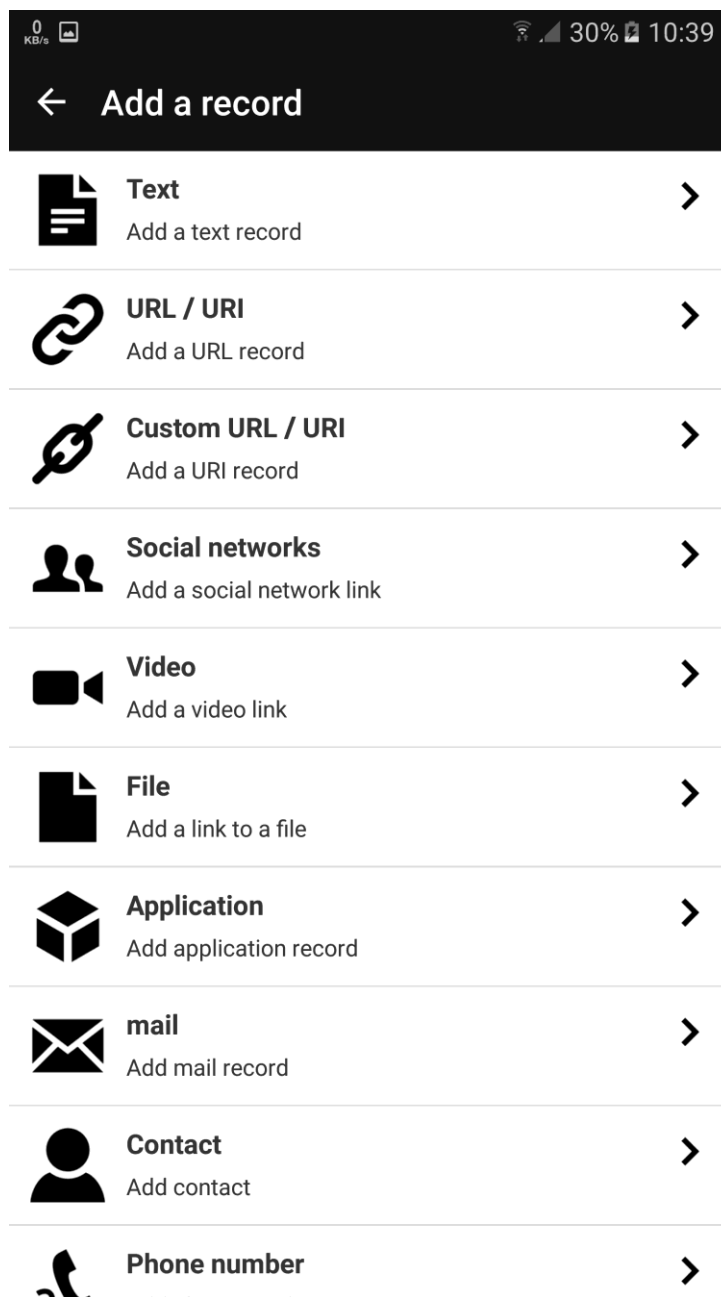 0
KB/s
30% 10:39
Add a record
Text
Add a text record
URL / URI
Add a URL record
Custom URL / URI
Add a URI record
Social networks
Add a social network link
Video
Add a video link
File
Add a link to a file
Application
Add application record
mail
Add mail record
Contact
Add contact
Phone number